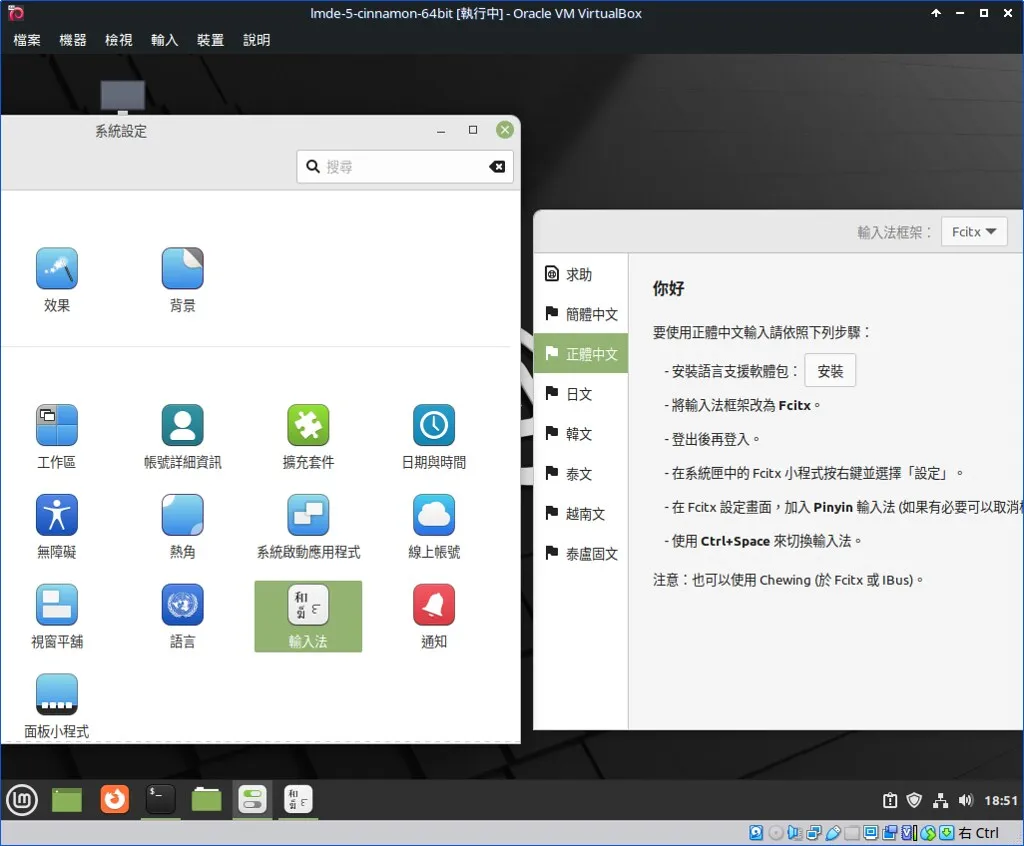 lmde-5-cinnamon-64bit [執行中] - Oracle VM VirtualBox
檔案 機器 檢視 輸入 裝置 說明
系統設定
搜尋
效果 背景
工作區 帳號詳細資訊 擴充套件 日期與時間
無障礙 熱角 系統啟動應用程式 線上帳號
視窗平舖 語言 輸入法 通知
面板小程式
輸入法框架： Fcitx
求助
簡體中文
正體中文
日文
韓文
泰文
越南文
泰盧固文
你好
要使用正體中文輸入請依照下列步驟：
- 安裝語言支援軟體包： 安裝
- 將輸入法框架改為 Fcitx。
- 登出後再登入。
- 在系統匣中的 Fcitx 小程式按右鍵並選擇「設定」。
- 在 Fcitx 設定畫面，加入 Pinyin 輸入法 (如果有必要可以取消
- 使用 Ctrl+Space 來切換輸入法。
注意：也可以使用 Chewing (於 Fcitx 或 IBus)。
18:51
右 Ctrl